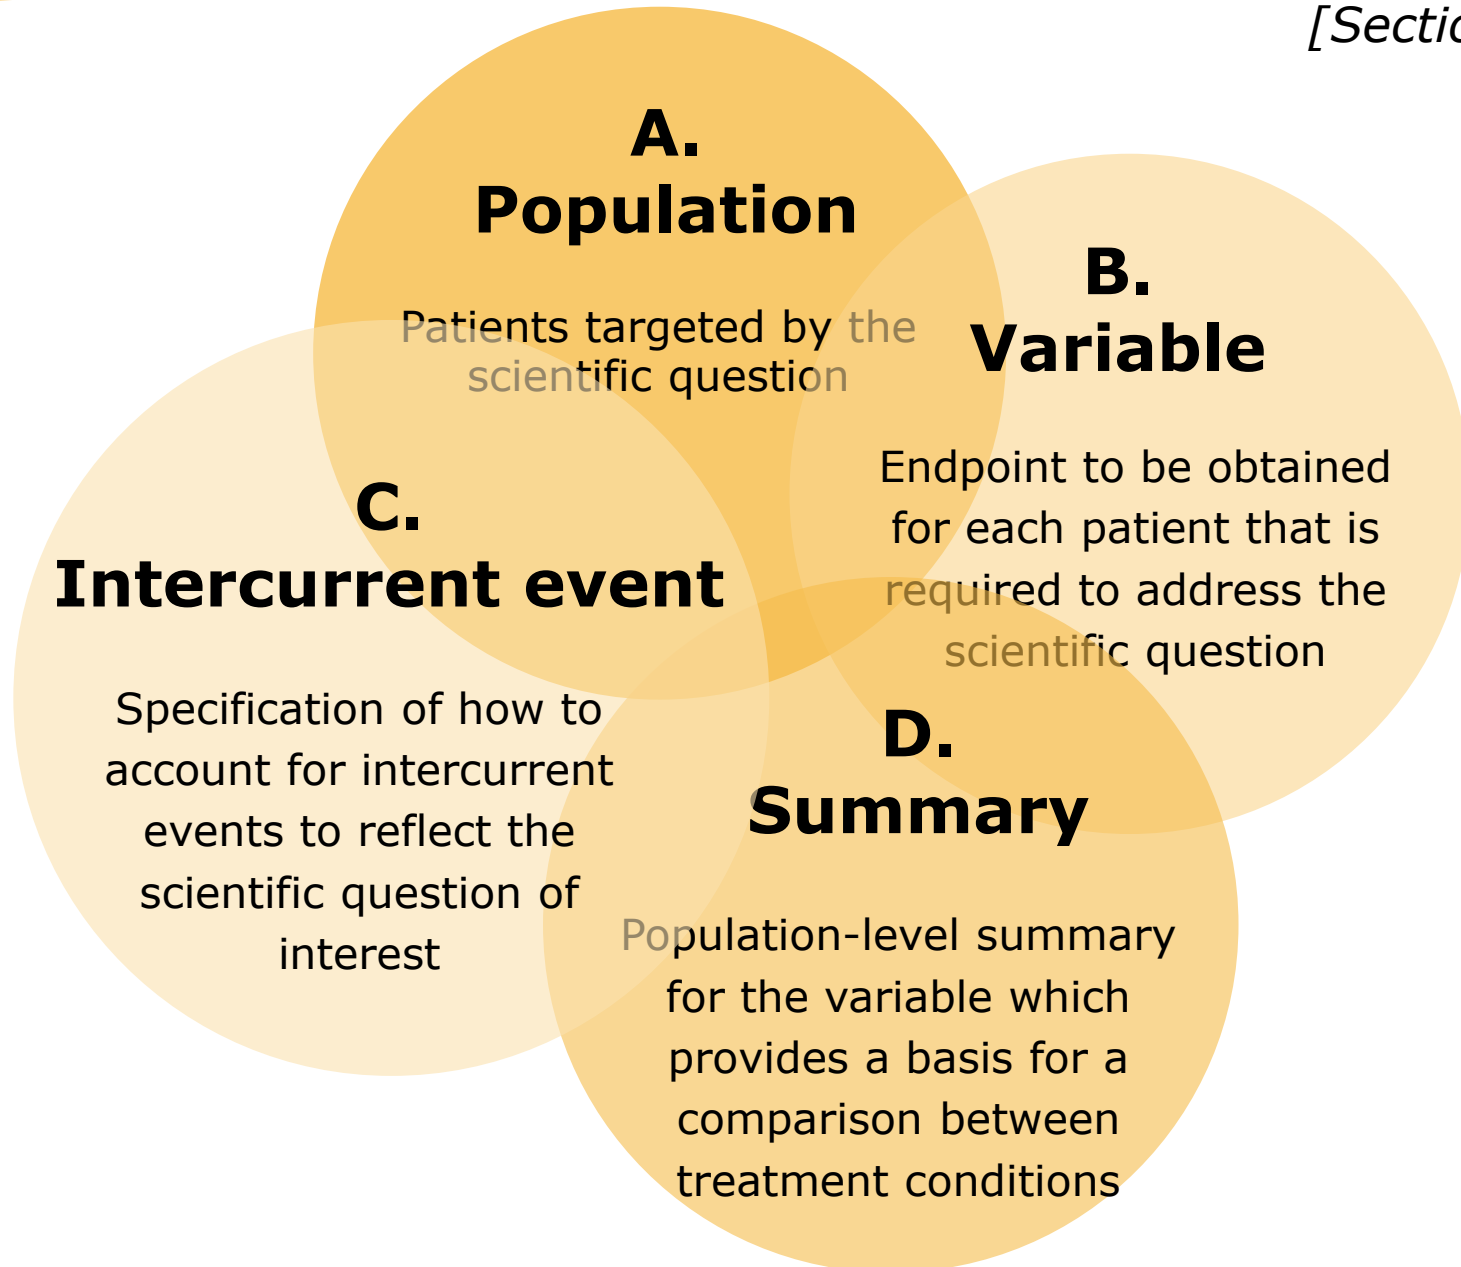 [Sectio
A.
Population
Patients targeted by the
scientific question
B.
Variable
Endpoint to be obtained
for each patient that is
required to address the
scientific question
C.
Intercurrent event
Specification of how to
account for intercurrent
events to reflect the
scientific question of
interest
D.
Summary
Population-level summary
for the variable which
provides a basis for a
comparison between
treatment conditions